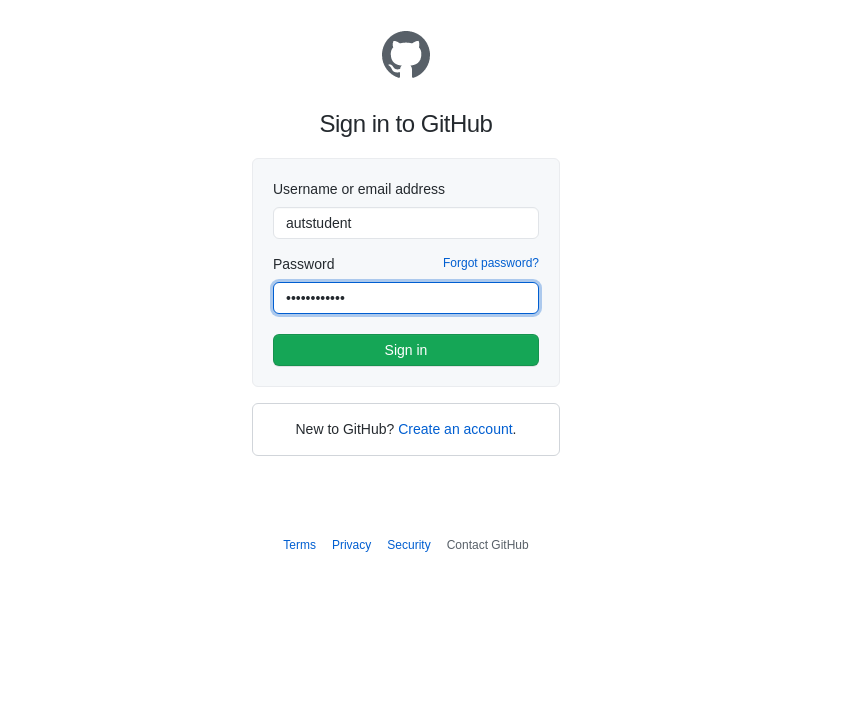 Sign in to GitHub
Username or email address
autstudent
Password Forgot password?
••••••••••••
Sign in
New to GitHub? Create an account.
Terms Privacy Security Contact GitHub